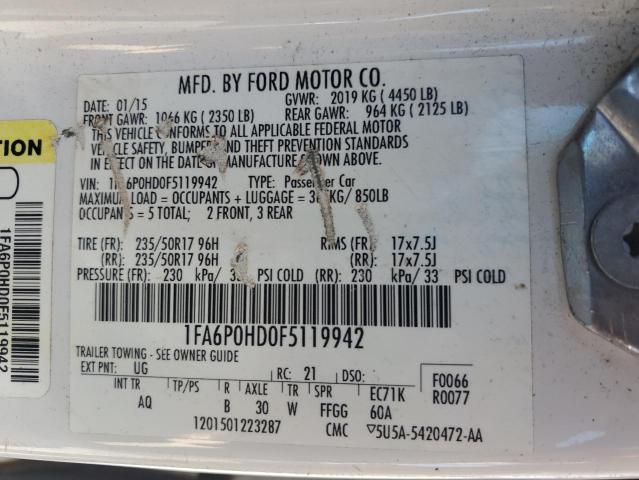 MFD. BY FORD MOTOR CO.
DATE: 01/15 GVWR: 2019 KG ( 4450 LB)
FRONT GAWR: 1066 KG ( 2350 LB) REAR GAWR: 964 KG ( 2125 LB)
THIS VEHICLE CONFORMS TO ALL APPLICABLE FEDERAL MOTOR
VEHICLE SAFETY, BUMPER AND THEFT PREVENTION STANDARDS
IN EFFECT ON THE DATE OF MANUFACTURE SHOWN ABOVE.
VIN: 1FA6P0HD0F5119942 TYPE: Passenger Car
MAXIMUM LOAD = OCCUPANTS + LUGGAGE = KG/ 850LB
OCCUPANTS = 5 TOTAL; 2 FRONT, 3 REAR
TIRE (FR): 235/50R17 96H RIMS (FR): 17x7.5J
(RR): 235/50R17 96H (RR): 17x7.5J
PRESSURE (FR): 230 kPa/ 33 PSI COLD (RR): 230 kPa/ 33 PSI COLD
1FA6P0HD0F5119942
TRAILER TOWING - SEE OWNER GUIDE
EXT PNT: UG RC: 21 DSO: F0066
INT TR TP/PS R AXLE TR SPR EC71K R0077
AQ B 30 W FFGG 60A
1201501223287 CMC ▽5U5A-5420472-AA
TION
1FA6P0HD0F5119942